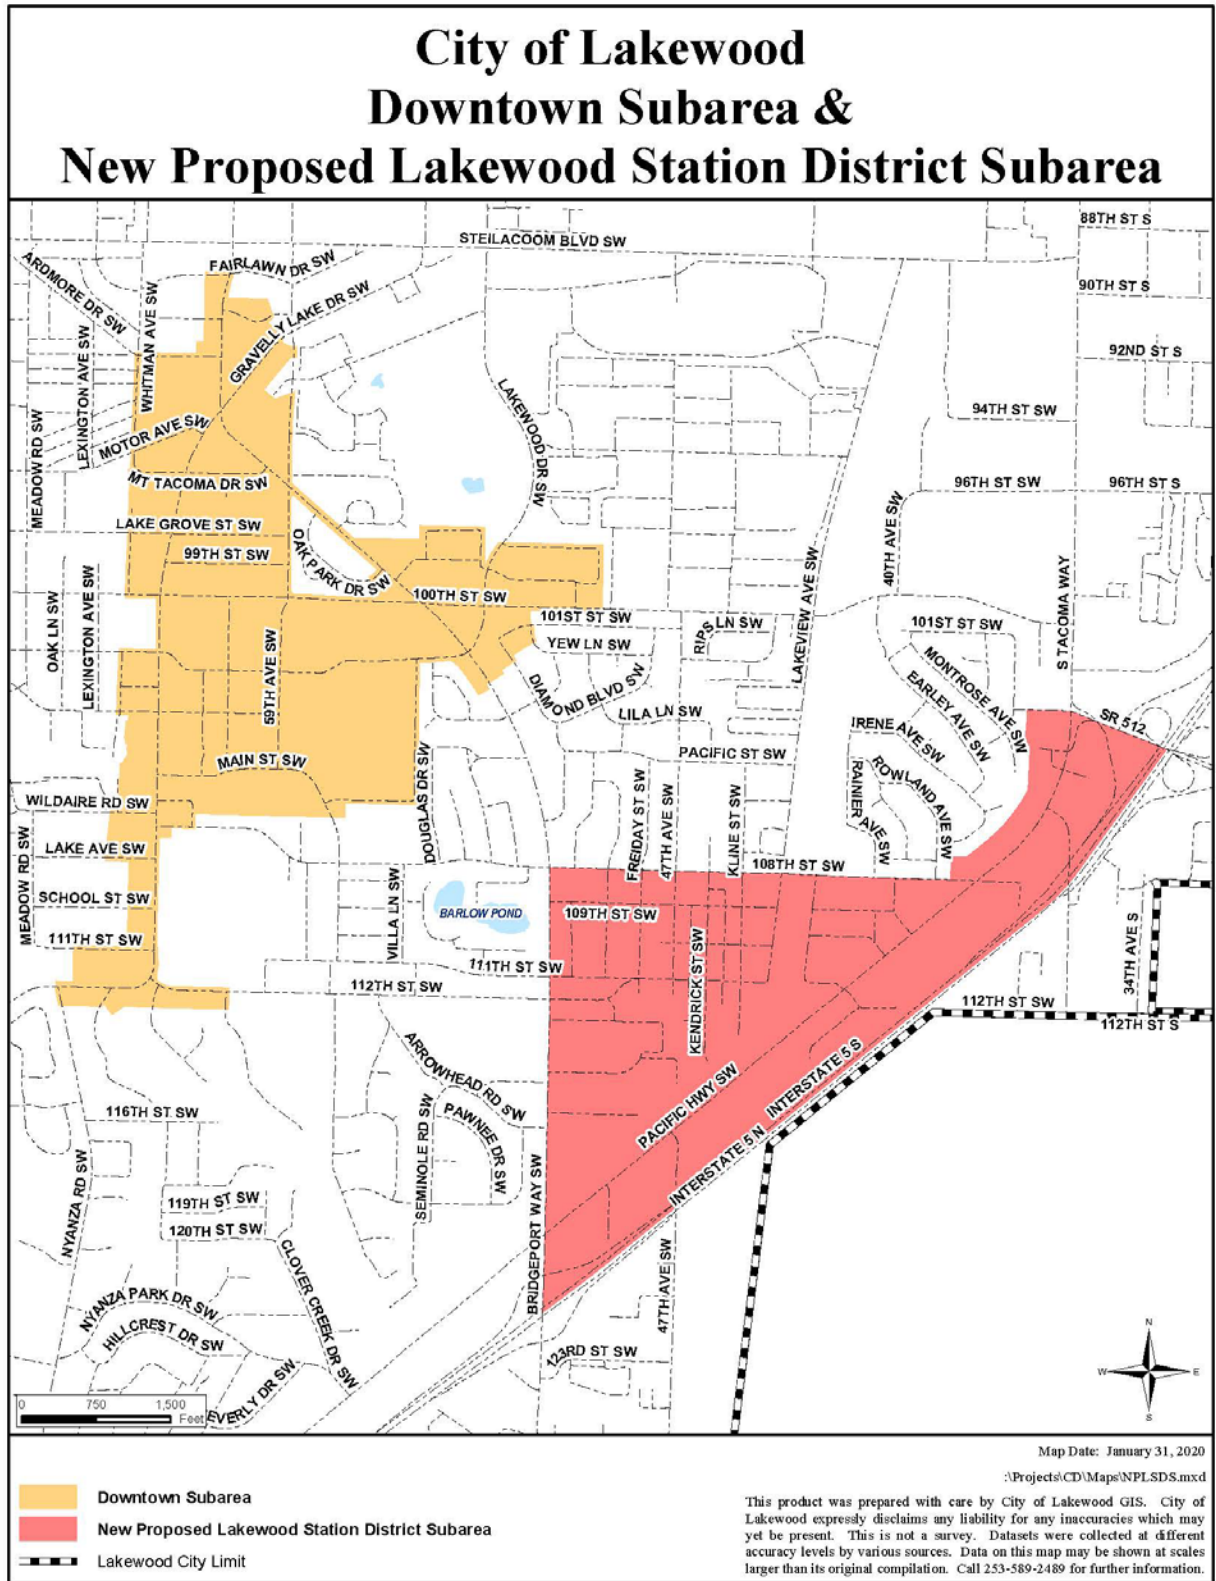 City of Lakewood
Downtown Subarea &
New Proposed Lakewood Station District Subarea
88TH ST S
STEILACOOM BLVD SW
FAIRLAWN DR SW
ARDMORE DR SW
90TH ST S
GRAVELLY LAKE DR SW
WHITMAN AVE SW
LEXINGTON AVE SW
92ND ST S
LAKEWOOD DR SW
94TH ST SW
MOTOR AVE SW
MEADOW RD SW
MT TACOMA DR SW
96TH ST SW
96TH ST S
LAKE GROVE ST SW
40TH AVE SW
99TH ST SW
OAK PARK DR SW
LAKEVIEW AVE SW
S TACOMA WAY
100TH ST SW
OAK LN SW
LEXINGTON AVE SW
101ST ST SW
RIPS LN SW
101ST ST SW
YEW LN SW
59TH AVE SW
MONTROSE AVE SW
EARLEY AVE SW
DIAMOND BLVD SW
LILA LN SW
SR 512
IRENE AVE SW
PACIFIC ST SW
MAIN ST SW
ROWLAND AVE SW
RAINIER AVE SW
DOUGLAS DR SW
FREIDAY ST SW
47TH AVE SW
KLINE ST SW
WILDAIRE RD SW
MEADOW RD SW
LAKE AVE SW
108TH ST SW
SCHOOL ST SW
VILLA LN SW
BARLOW POND
109TH ST SW
111TH ST SW
KENDRICK ST SW
34TH AVE S
111TH ST SW
112TH ST SW
112TH ST SW
112TH ST S
ARROWHEAD RD SW
INTERSTATE 5 S
PACIFIC HWY SW
116TH ST SW
PAWNEE DR SW
SEMINOLE RD SW
INTERSTATE 5 N
NYANZA RD SW
119TH ST SW
BRIDGEPORT WAY SW
120TH ST SW
CLOVER CREEK DR SW
47TH AVE SW
NYANZA PARK DR SW
HILLCREST DR SW
123RD ST SW
N
W E
S
EVERLY DR SW
0 750 1,500
Feet
Map Date: January 31, 2020
:\Projects\CD\Maps\NPLSDS.mxd
Downtown Subarea
New Proposed Lakewood Station District Subarea
Lakewood City Limit
This product was prepared with care by City of Lakewood GIS. City of
Lakewood expressly disclaims any liability for any inaccuracies which may
yet be present. This is not a survey. Datasets were collected at different
accuracy levels by various sources. Data on this map may be shown at scales
larger than its original compilation. Call 253-589-2489 for further information.